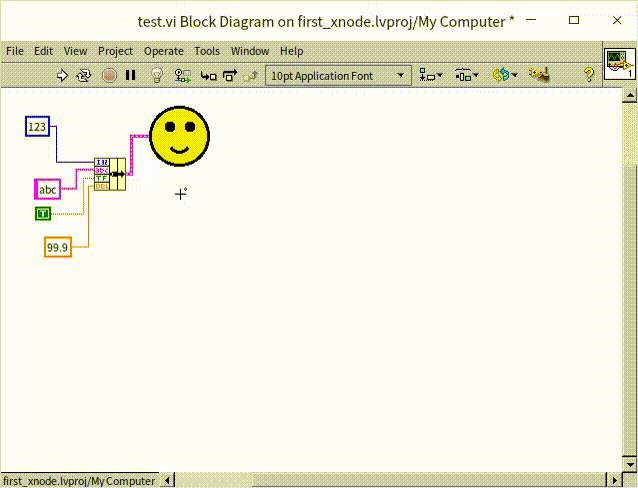 test.vi Block Diagram on first_xnode.lvproj/My Computer *
File Edit View Project Operate Tools Window Help
10pt Application Font
?
1
123
I32
abc
TF
DBL
abc
T
99.9
first_xnode.lvproj/My Computer